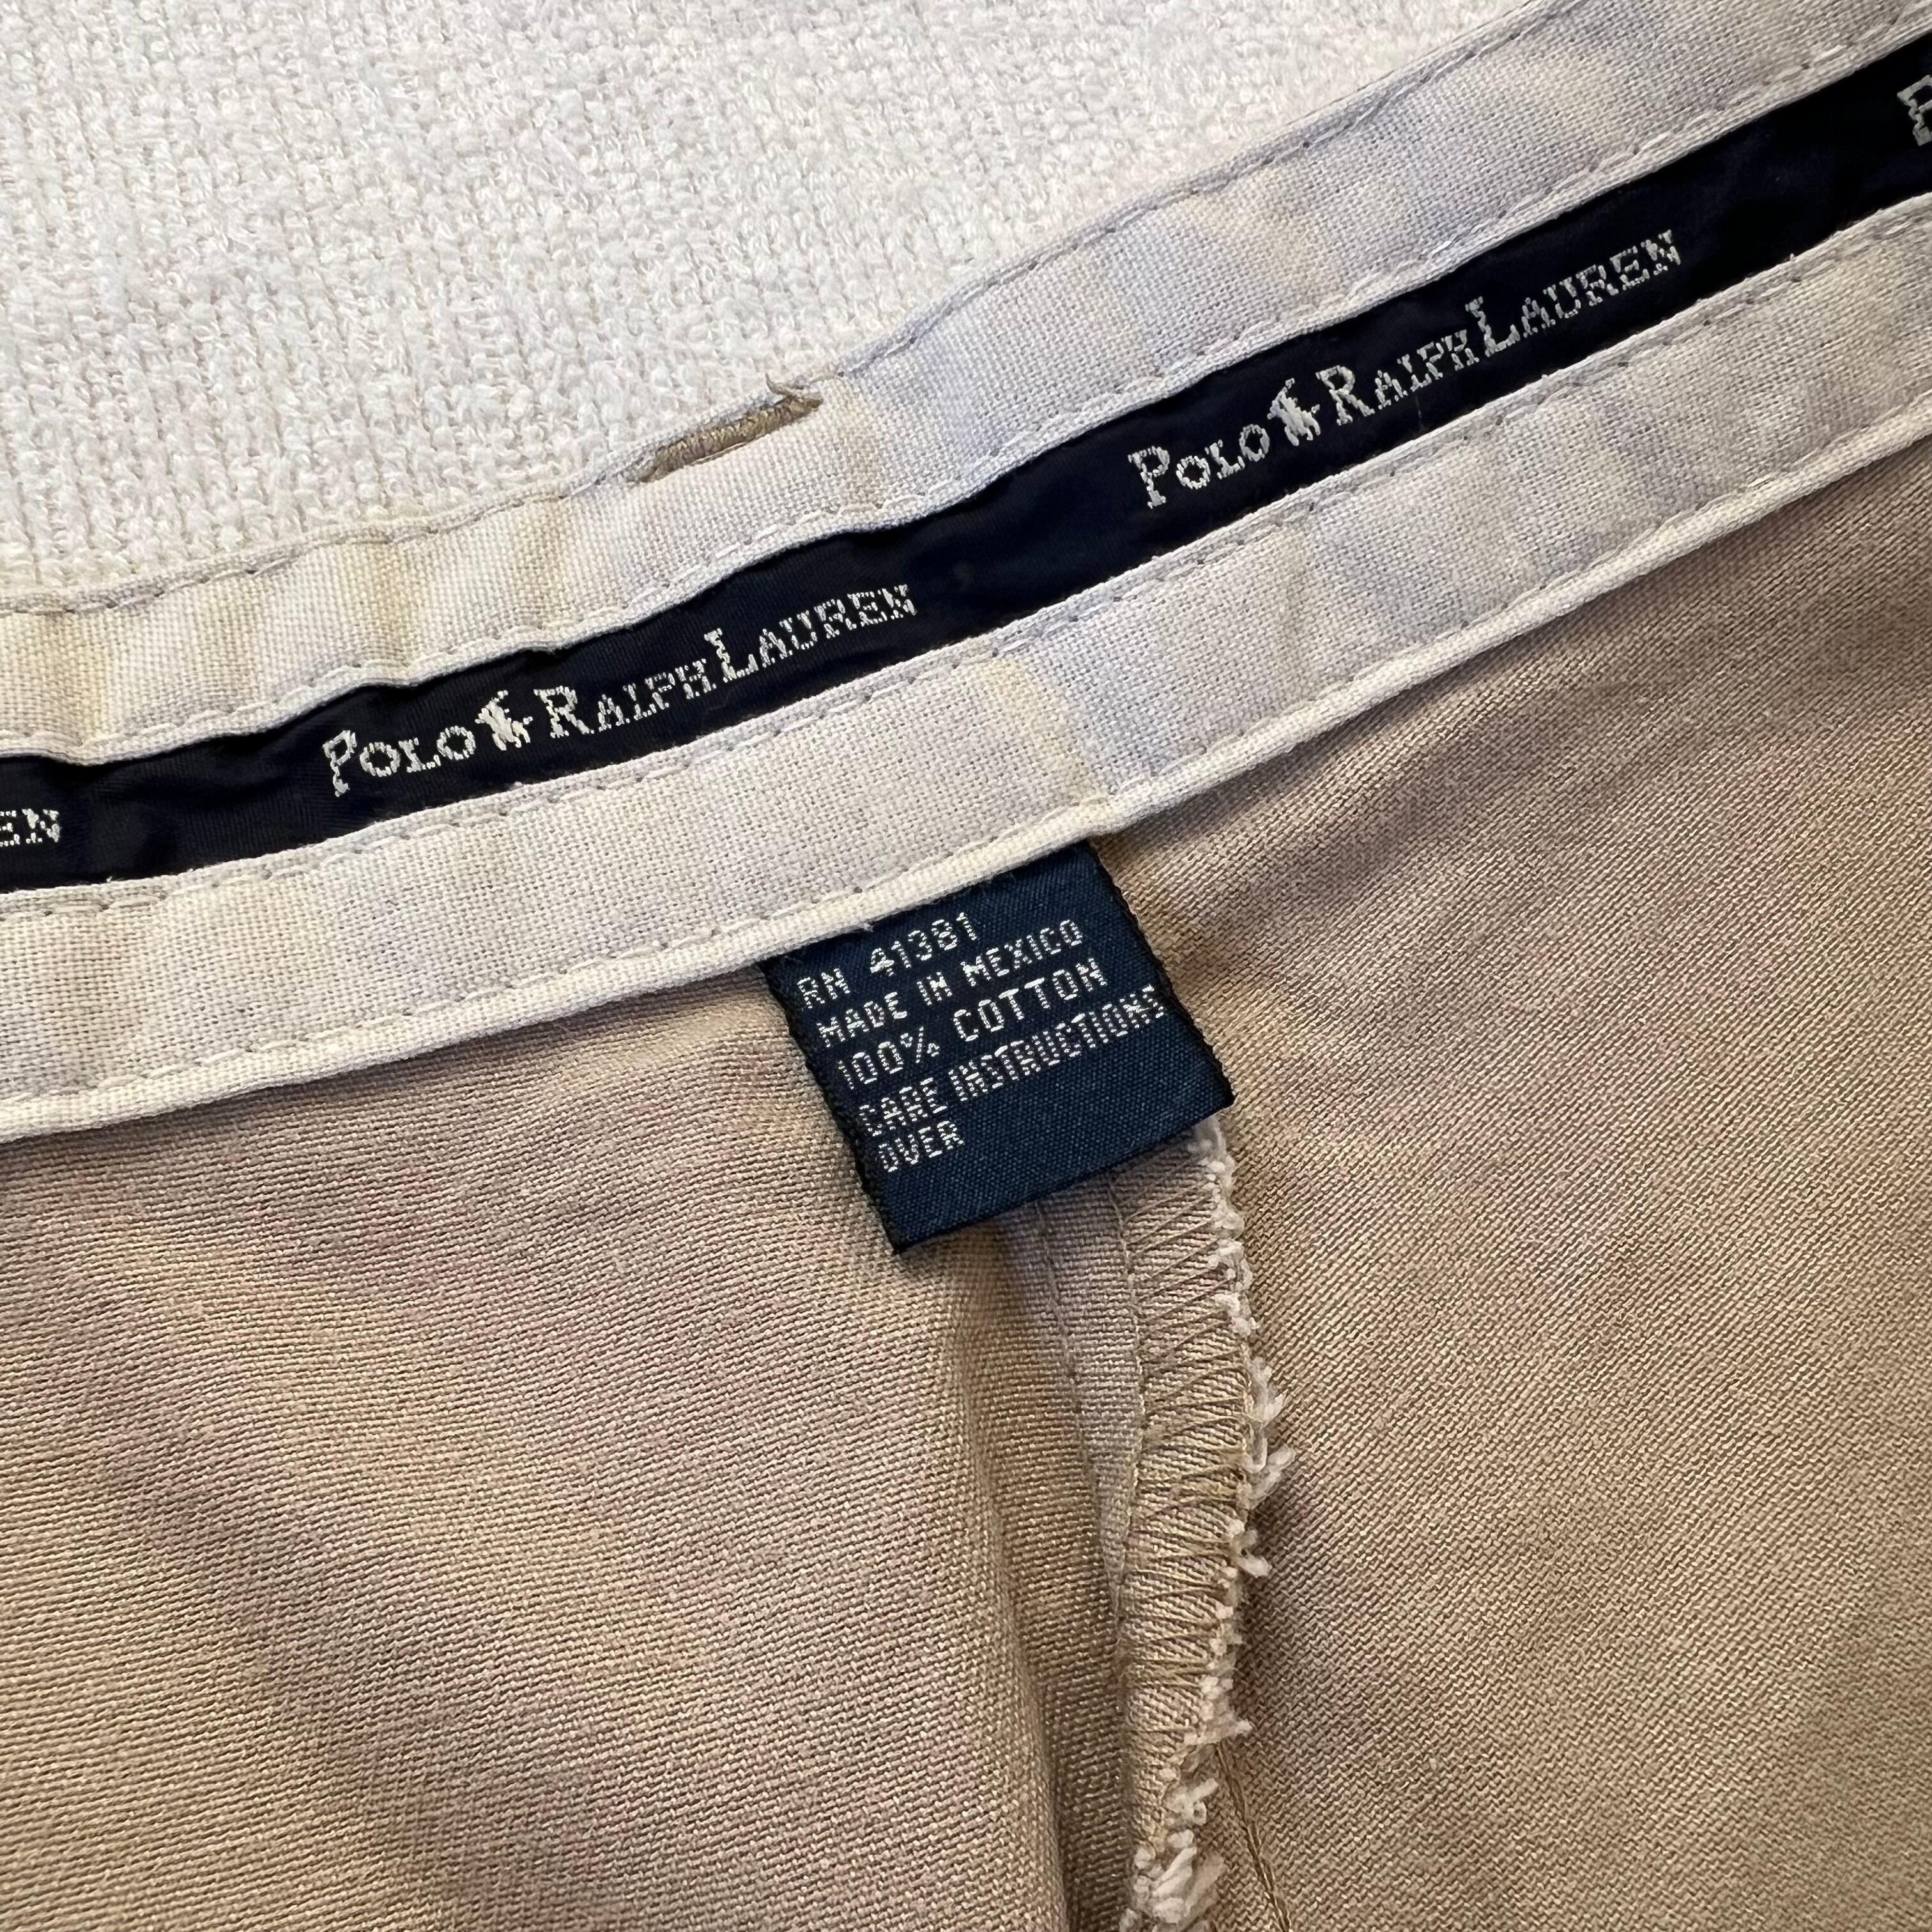 POLO RALPH LAUREN
POLO RALPH LAUREN
EN
RN 41381
MADE IN MEXICO
100% COTTON
CARE INSTRUCTIONS
OVER